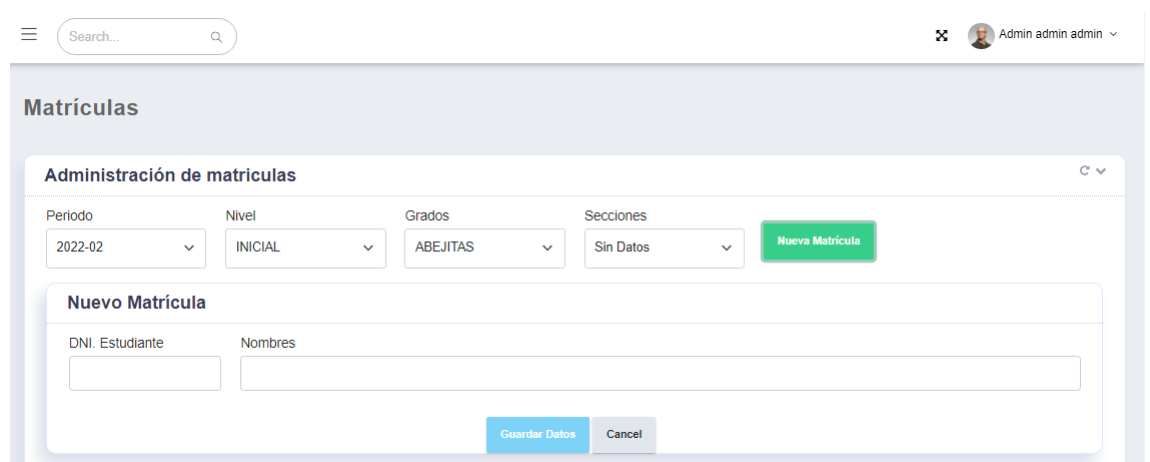 Search...
Admin admin admin
Matrículas
Administración de matriculas
Periodo Nivel Grados Secciones
2022-02 INICIAL ABEJITAS Sin Datos Nueva Matrícula
Nuevo Matrícula
DNI. Estudiante Nombres
Guardar Datos Cancel